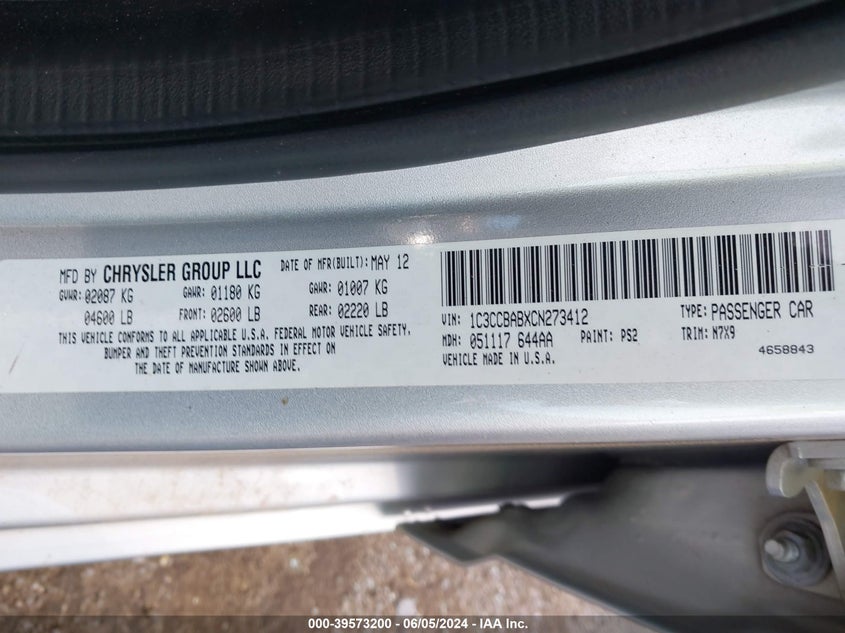 MFD BY CHRYSLER GROUP LLC DATE OF MFR(BUILT): MAY 12
GVWR: 02087 KG GAWR: 01180 KG GAWR: 01007 KG
04600 LB FRONT: 02600 LB REAR: 02220 LB
THIS VEHICLE CONFORMS TO ALL APPLICABLE U.S.A. FEDERAL MOTOR VEHICLE SAFETY,
BUMPER AND THEFT PREVENTION STANDARDS IN EFFECT ON
THE DATE OF MANUFACTURE SHOWN ABOVE.
VIN: 1C3CCBABXCN273412 TYPE: PASSENGER CAR
MDH: 051117 644AA PAINT: PS2 TRIM: N7X9
VEHICLE MADE IN U.S.A. 4658843
000-39573200 - 06/05/2024 - IAA Inc.